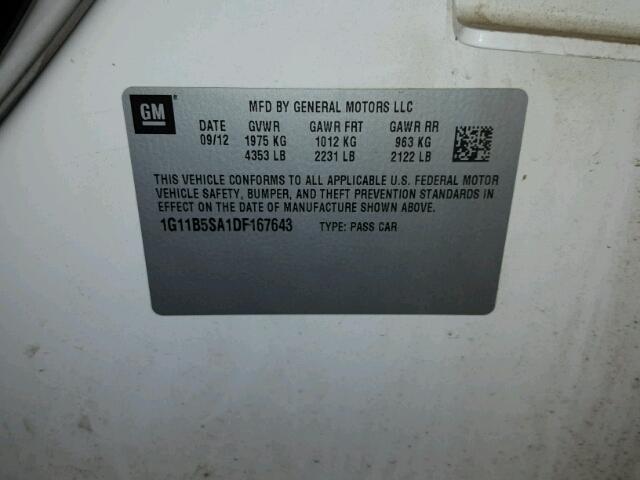 GM
MFD BY GENERAL MOTORS LLC
DATE GVWR GAWR FRT GAWR RR
09/12 1975 KG 1012 KG 963 KG
4353 LB 2231 LB 2122 LB
THIS VEHICLE CONFORMS TO ALL APPLICABLE U.S. FEDERAL MOTOR
VEHICLE SAFETY, BUMPER, AND THEFT PREVENTION STANDARDS IN
EFFECT ON THE DATE OF MANUFACTURE SHOWN ABOVE.
1G11B5SA1DF167643 TYPE: PASS CAR